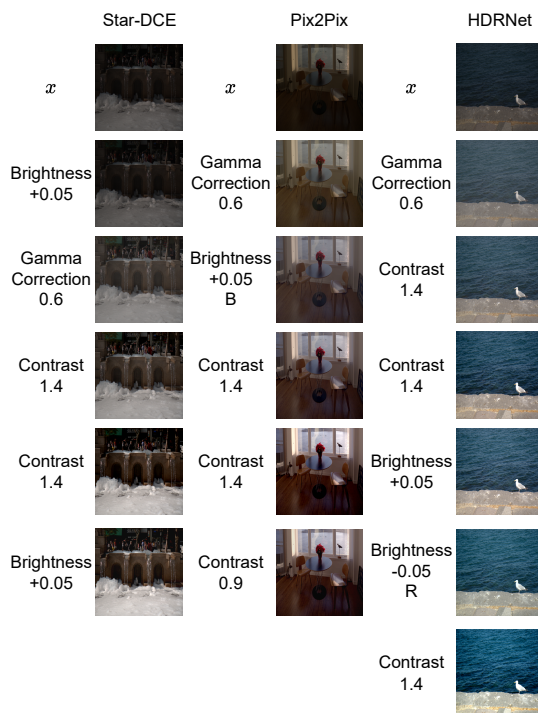 Star-DCE Pix2Pix HDRNet
x x x
Brightness
+0.05
Gamma
Correction
0.6
Gamma
Correction
0.6
Gamma
Correction
0.6
Brightness
+0.05
B
Contrast
1.4
Contrast
1.4
Contrast
1.4
Contrast
1.4
Contrast
1.4
Contrast
1.4
Brightness
+0.05
Brightness
+0.05
Contrast
0.9
Brightness
-0.05
R
Contrast
1.4